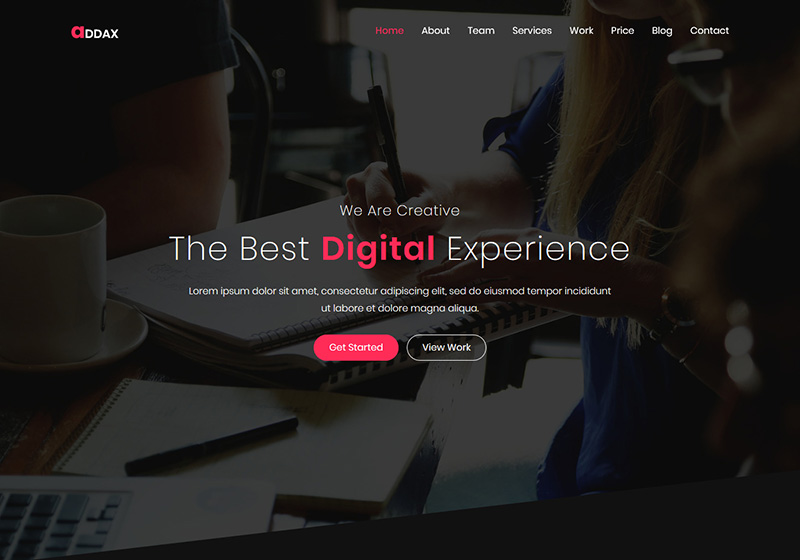 aDDAX
Home About Team Services Work Price Blog Contact
We Are Creative
The Best Digital Experience
Lorem ipsum dolor sit amet, consectetur adipiscing elit, sed do eiusmod tempor incididunt
ut labore et dolore magna aliqua.
Get Started View Work